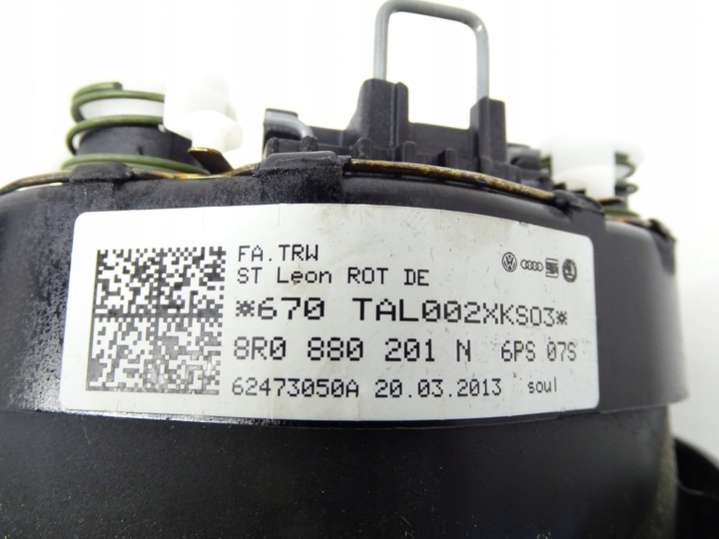 FA.TRW
ST Leon ROT DE
*670 TAL002XKS03*
8R0 880 201 N 6PS 07S
62473050A 20.03.2013 soul